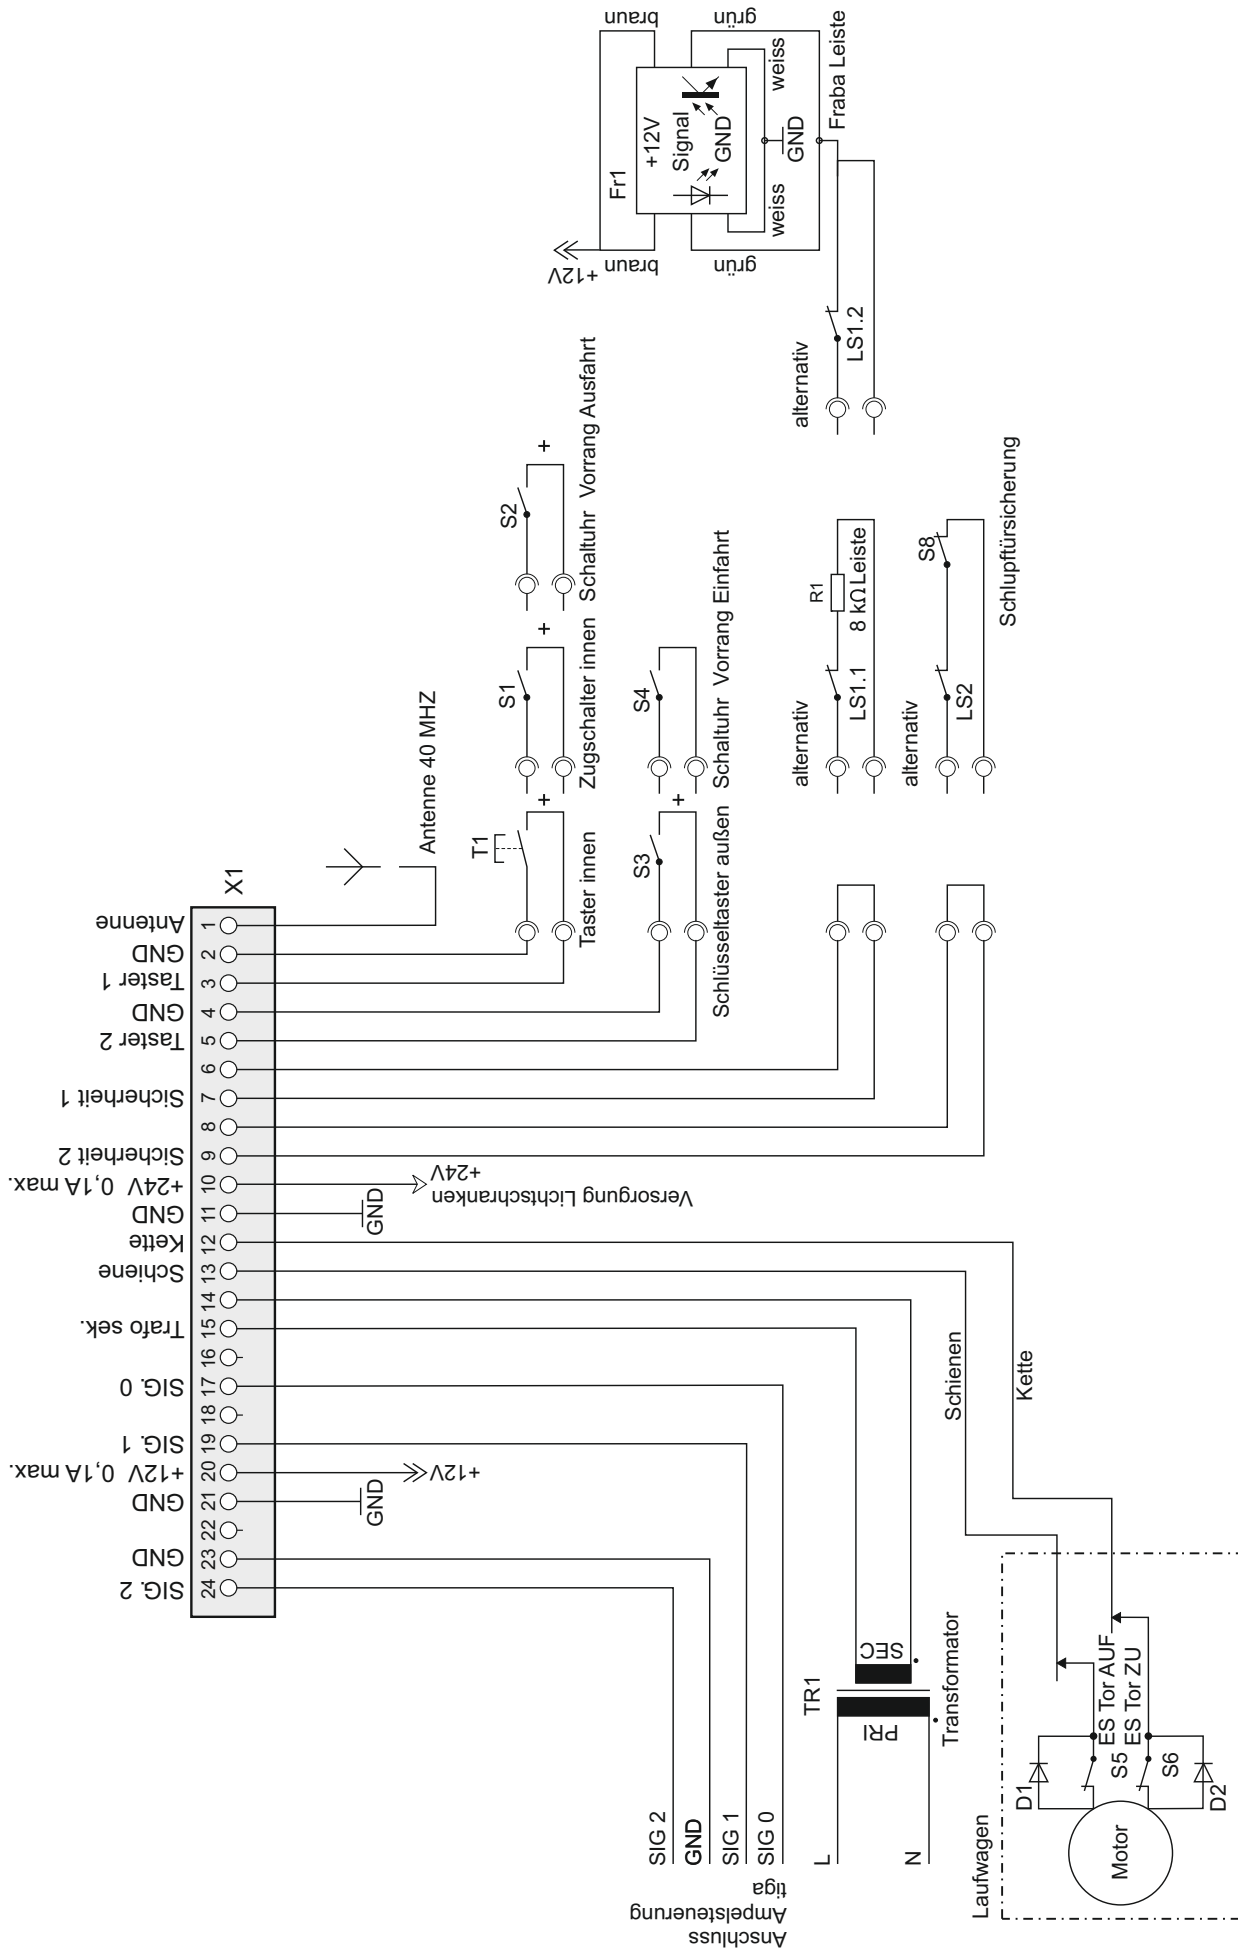 X1
1 Antenne
2 GND
3 Taster 1
4 GND
5 Taster 2
6
7 Sicherheit 1
8
9 Sicherheit 2
10 +24V 0,1A max.
11 GND
12 Kette
13 Schiene
14
15 Trafo sek.
16
17 SIG. 0
18
19 SIG. 1
20 +12V 0,1A max.
21 GND
22
23 GND
24 SIG. 2
Antenne 40 MHZ
T1
+
Taster innen
S1
+
Zugschalter innen
S2
+
Schaltuhr Vorrang Ausfahrt
S3
+
Schlüsseltaster außen
S4
Schaltuhr Vorrang Einfahrt
alternativ
LS1.1
R1
8 kΩ Leiste
alternativ
LS1.2
alternativ
LS2
S8
Schlupftürsicherung
+12V
braun
braun
Fr1
+12V
Signal
GND
grün
grün
weiss
weiss
GND
Fraba Leiste
+24V
Versorgung Lichtschranken
GND
+12V
GND
SIG 2
GND
SIG 1
SIG 0
Anschluss
Ampelsteuerung
tiga
L
N
TR1
PRI
SEC
Transformator
Schienen
Kette
Laufwagen
Motor
D1
S5
ES Tor AUF
ES Tor ZU
S6
D2